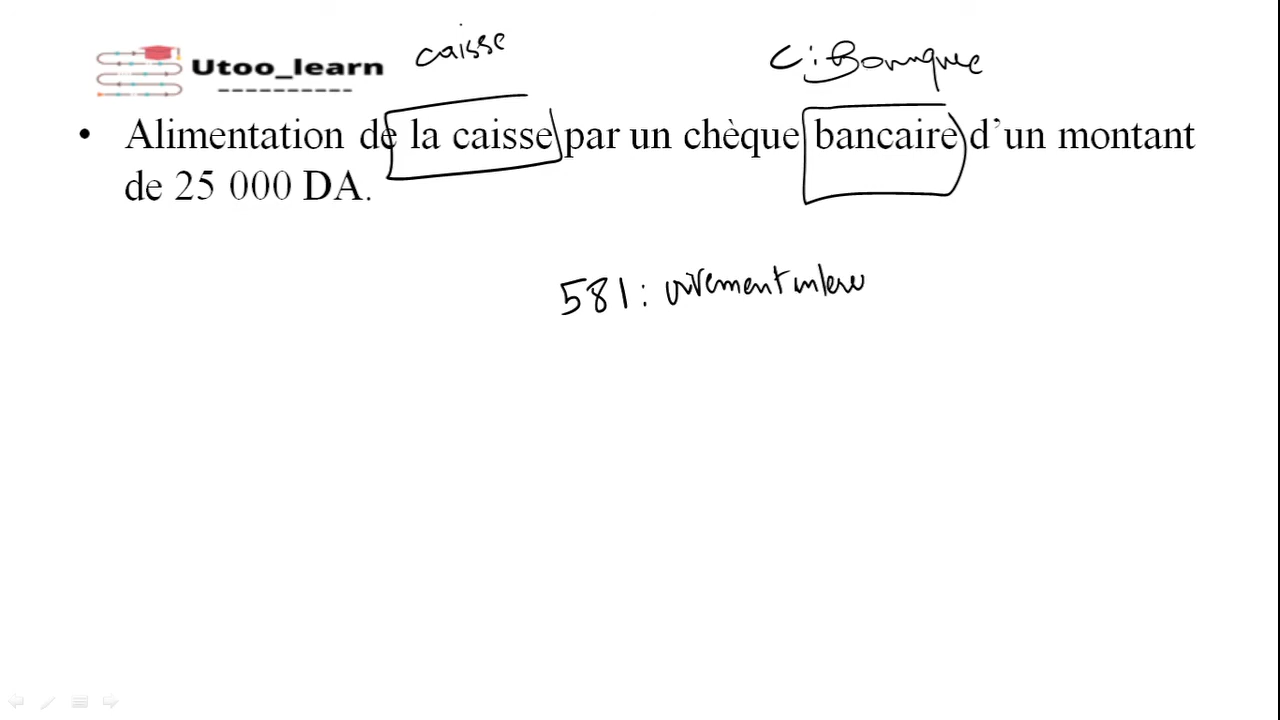 caisse
C: Banque
Utoo_learn
• Alimentation de la caisse par un chèque bancaire d’un montant
de 25 000 DA.
581: virement interne